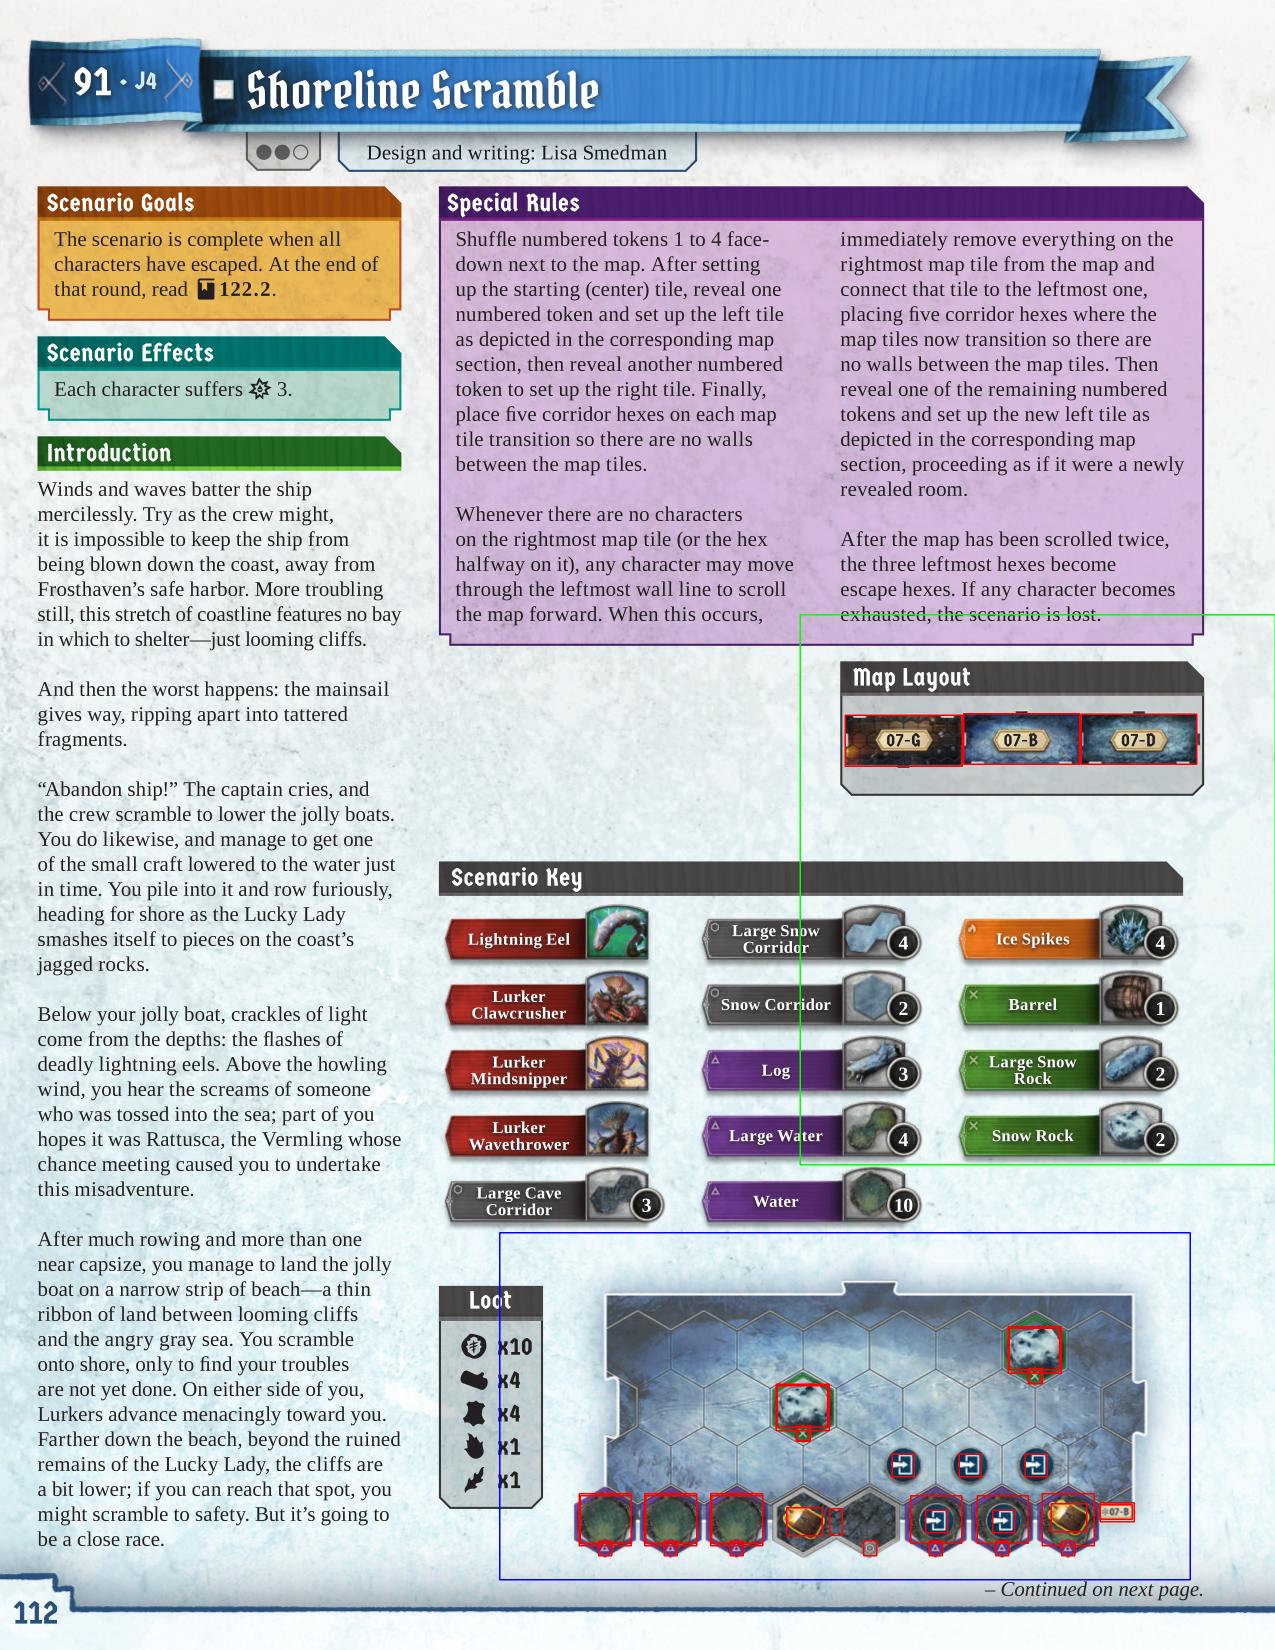 91 · J4
Shoreline Scramble
Design and writing: Lisa Smedman
Scenario Goals
The scenario is complete when all
characters have escaped. At the end of
that round, read 122.2.
Scenario Effects
Each character suffers 3.
Introduction
Winds and waves batter the ship
mercilessly. Try as the crew might,
it is impossible to keep the ship from
being blown down the coast, away from
Frosthaven’s safe harbor. More troubling
still, this stretch of coastline features no bay
in which to shelter—just looming cliffs.
And then the worst happens: the mainsail
gives way, ripping apart into tattered
fragments.
“Abandon ship!” The captain cries, and
the crew scramble to lower the jolly boats.
You do likewise, and manage to get one
of the small craft lowered to the water just
in time. You pile into it and row furiously,
heading for shore as the Lucky Lady
smashes itself to pieces on the coast’s
jagged rocks.
Below your jolly boat, crackles of light
come from the depths: the flashes of
deadly lightning eels. Above the howling
wind, you hear the screams of someone
who was tossed into the sea; part of you
hopes it was Rattusca, the Vermling whose
chance meeting caused you to undertake
this misadventure.
After much rowing and more than one
near capsize, you manage to land the jolly
boat on a narrow strip of beach—a thin
ribbon of land between looming cliffs
and the angry gray sea. You scramble
onto shore, only to find your troubles
are not yet done. On either side of you,
Lurkers advance menacingly toward you.
Farther down the beach, beyond the ruined
remains of the Lucky Lady, the cliffs are
a bit lower; if you can reach that spot, you
might scramble to safety. But it’s going to
be a close race.
Special Rules
Shuffle numbered tokens 1 to 4 face-
down next to the map. After setting
up the starting (center) tile, reveal one
numbered token and set up the left tile
as depicted in the corresponding map
section, then reveal another numbered
token to set up the right tile. Finally,
place five corridor hexes on each map
tile transition so there are no walls
between the map tiles.
Whenever there are no characters
on the rightmost map tile (or the hex
halfway on it), any character may move
through the leftmost wall line to scroll
the map forward. When this occurs,
immediately remove everything on the
rightmost map tile from the map and
connect that tile to the leftmost one,
placing five corridor hexes where the
map tiles now transition so there are
no walls between the map tiles. Then
reveal one of the remaining numbered
tokens and set up the new left tile as
depicted in the corresponding map
section, proceeding as if it were a newly
revealed room.
After the map has been scrolled twice,
the three leftmost hexes become
escape hexes. If any character becomes
exhausted, the scenario is lost.
Map Layout
07-G 07-B 07-D
Scenario Key
Lightning Eel
Lurker
Clawcrusher
Lurker
Mindsnipper
Lurker
Wavethrower
Large Cave
Corridor 3
Large Snow
Corridor 4
Snow Corridor 2
Log 3
Large Water 4
Water 10
Ice Spikes 4
Barrel 1
Large Snow
Rock 2
Snow Rock 2
Loot
x10
x4
x4
x1
x1
07-B
– Continued on next page.
112